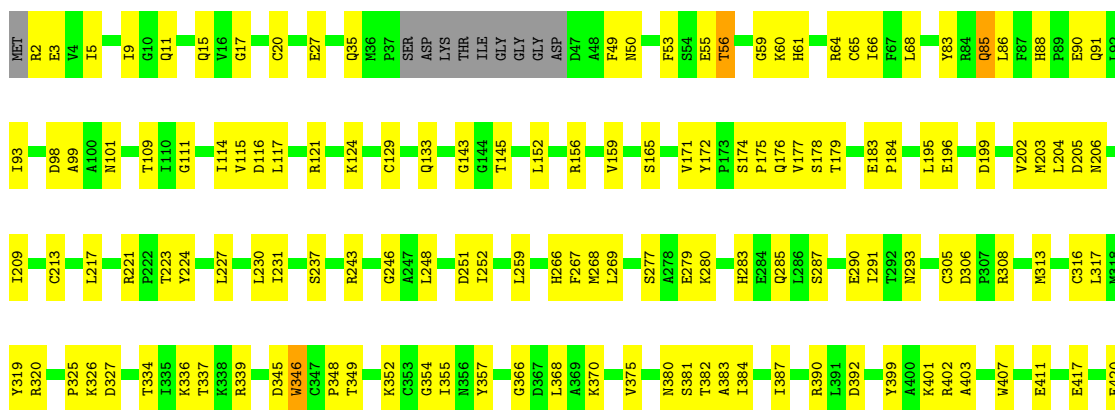 MET R2 E3 V4 I5 I9 G10 Q11 Q15 V16 G17 C20 E27 Q35 M36 P37 SER ASP LYS THR ILE GLY GLY GLY ASP D47 A48 F49 N50 F53 S54 E55 T56 G59 K60 H61 R64 C65 I66 F67 L68 Y83 R84 Q85 L86 F87 H88 P89 E90 Q91 L92
I93 D98 A99 A100 N101 T109 I110 G111 I114 V115 D116 L117 R121 K124 C129 Q133 G143 G144 T145 L152 R156 V159 S165 V171 Y172 P173 S174 P175 Q176 V177 S178 T179 E183 P184 L195 E196 D199 V202 M203 L204 D205 N206
I209 C213 L217 R221 P222 T223 Y224 L227 L230 I231 S237 R243 G246 A247 L248 D251 I252 L259 H266 F267 M268 L269 S277 A278 E279 K280 H283 E284 Q285 L286 S287 E290 I291 T292 N293 C305 D306 P307 R308 M313 C316 L317 M318
Y319 R320 P325 K326 D327 T334 I335 K336 T337 K338 R339 D345 W346 C347 P348 T349 K352 C353 G354 I355 N356 Y357 G366 D367 L368 A369 K370 V375 N380 S381 T382 A383 I384 I387 R390 L391 D392 Y399 A400 K401 R402 A403 W407 E411 E417